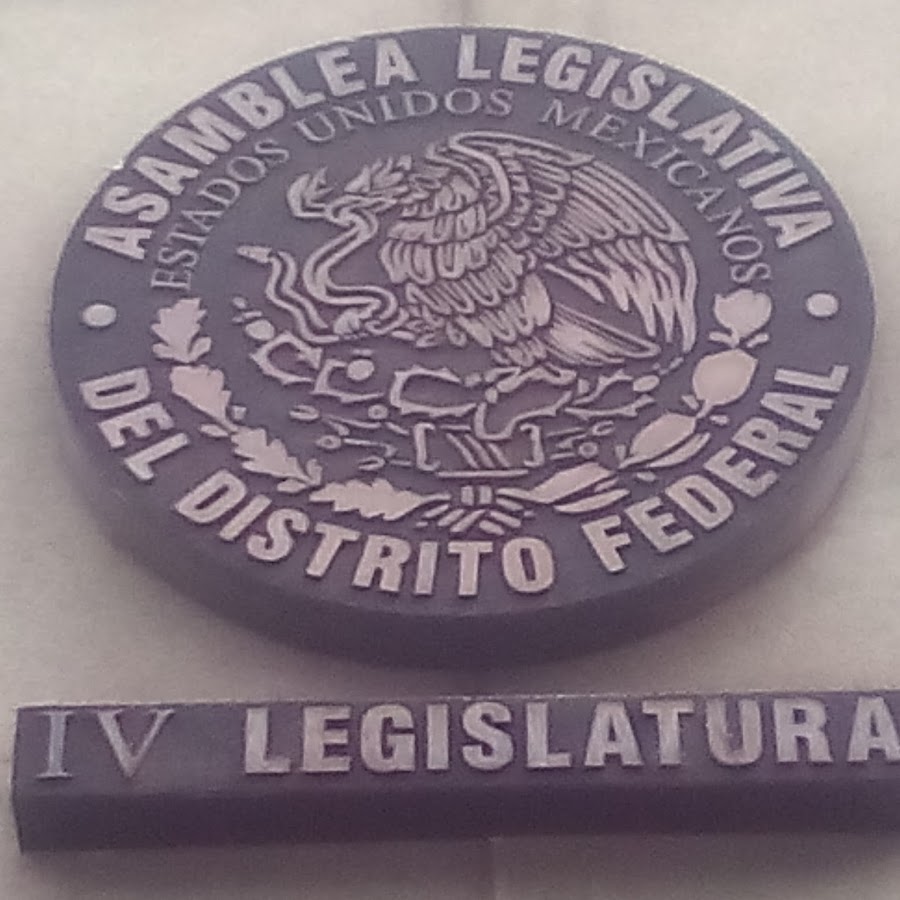 ASAMBLEA LEGISLATIVA
ESTADOS UNIDOS MEXICANOS
DEL DISTRITO FEDERAL
IV LEGISLATURA